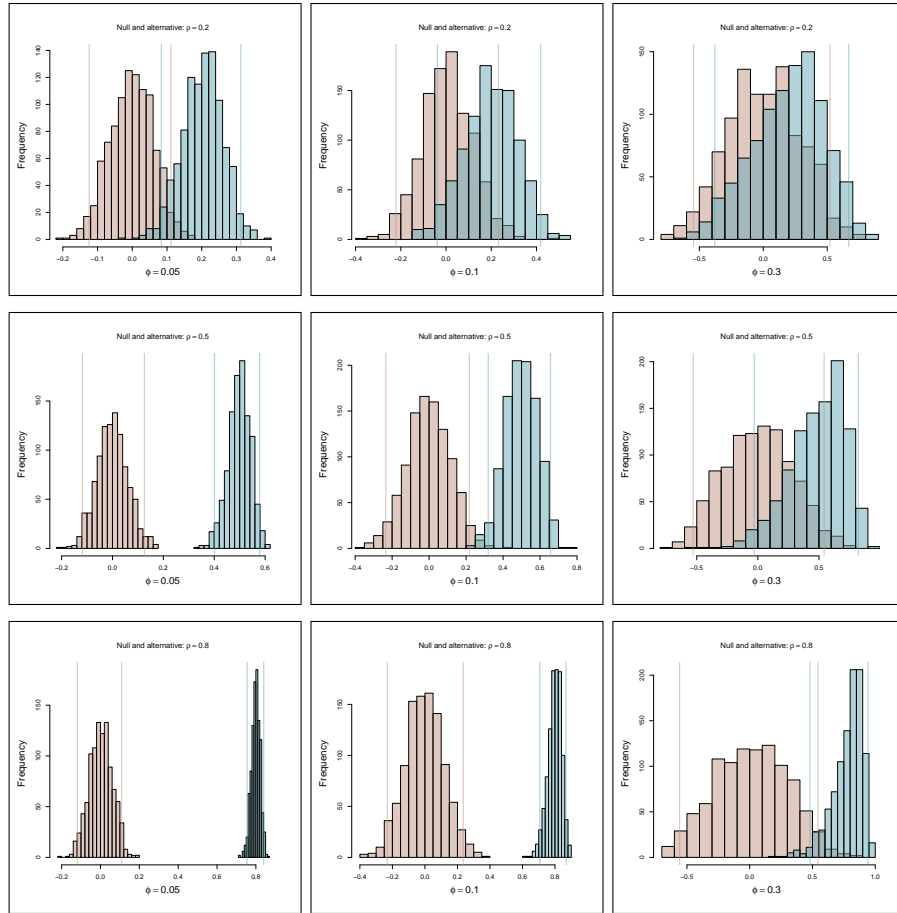 Null and alternative: ρ = 0.2
Frequency
0 20 40 60 80 100 120 140
−0.2 −0.1 0.0 0.1 0.2 0.3 0.4
ϕ = 0.05
Null and alternative: ρ = 0.2
Frequency
0 50 100 150
−0.4 −0.2 0.0 0.2 0.4
ϕ = 0.1
Null and alternative: ρ = 0.2
Frequency
0 50 100 150
−0.5 0.0 0.5
ϕ = 0.3
Null and alternative: ρ = 0.5
Frequency
0 50 100 150
−0.2 0.0 0.2 0.4 0.6
ϕ = 0.05
Null and alternative: ρ = 0.5
Frequency
0 50 100 150 200
−0.4 −0.2 0.0 0.2 0.4 0.6 0.8
ϕ = 0.1
Null and alternative: ρ = 0.5
Frequency
0 50 100 150 200
−0.5 0.0 0.5
ϕ = 0.3
Null and alternative: ρ = 0.8
Frequency
0 50 100 150
−0.2 0.0 0.2 0.4 0.6 0.8
ϕ = 0.05
Null and alternative: ρ = 0.8
Frequency
0 50 100 150
−0.4 −0.2 0.0 0.2 0.4 0.6 0.8
ϕ = 0.1
Null and alternative: ρ = 0.8
Frequency
0 50 100 150 200
−0.5 0.0 0.5 1.0
ϕ = 0.3